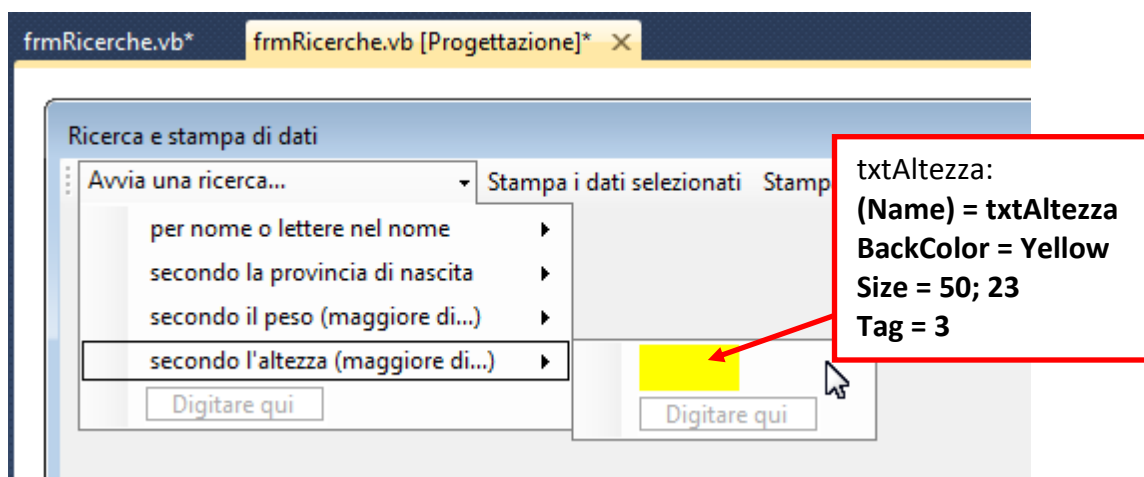 frmRicerche.vb* frmRicerche.vb [Progettazione]* ×
Ricerca e stampa di dati
Avvia una ricerca... Stampa i dati selezionati Stamp
per nome o lettere nel nome
secondo la provincia di nascita
secondo il peso (maggiore di...)
secondo l'altezza (maggiore di...)
Digitare qui
Digitare qui
txtAltezza:
(Name) = txtAltezza
BackColor = Yellow
Size = 50; 23
Tag = 3